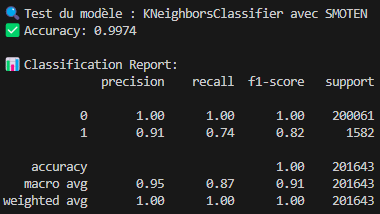 🔍 Test du modèle : KNeighborsClassifier avec SMOTEN
✅ Accuracy: 0.9974
📊 Classification Report:
precision recall f1-score support
0 1.00 1.00 1.00 200061
1 0.91 0.74 0.82 1582
accuracy 1.00 201643
macro avg 0.95 0.87 0.91 201643
weighted avg 1.00 1.00 1.00 201643